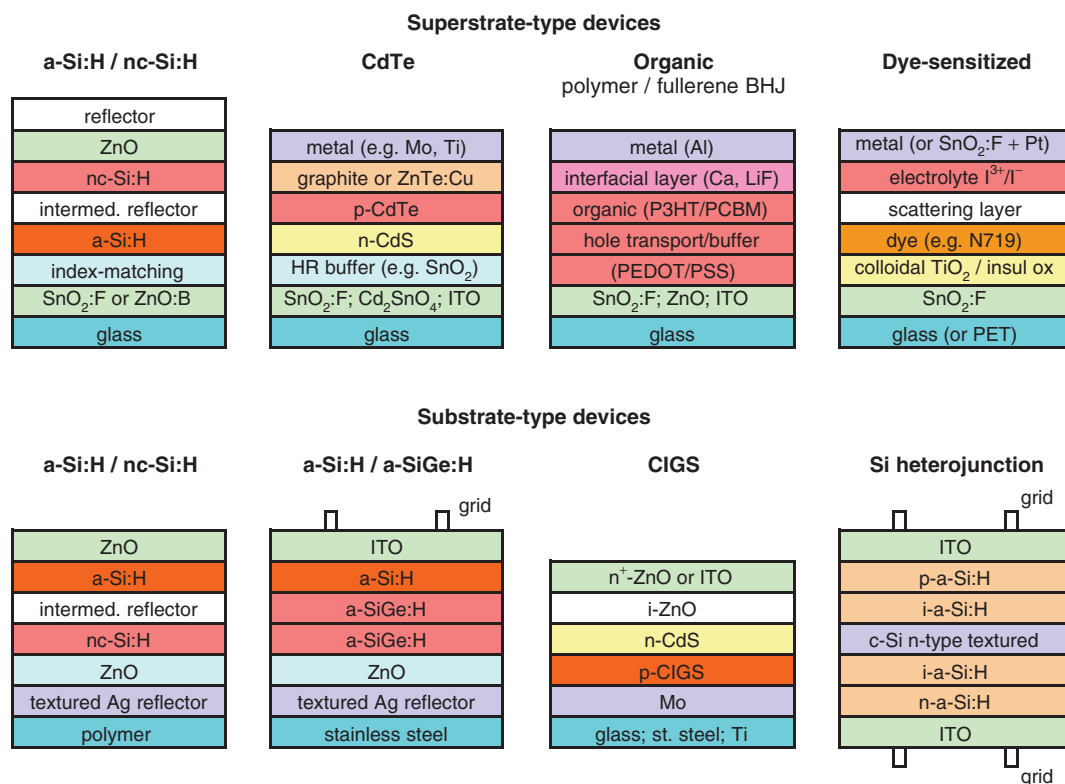 Superstrate-type devices
a-Si:H / nc-Si:H
reflector
ZnO
nc-Si:H
intermed. reflector
a-Si:H
index-matching
SnO₂:F or ZnO:B
glass
CdTe
metal (e.g. Mo, Ti)
graphite or ZnTe:Cu
p-CdTe
n-CdS
HR buffer (e.g. SnO₂)
SnO₂:F; Cd₂SnO₄; ITO
glass
Organic
polymer / fullerene BHJ
metal (Al)
interfacial layer (Ca, LiF)
organic (P3HT/PCBM)
hole transport/buffer
(PEDOT/PSS)
SnO₂:F; ZnO; ITO
glass
Dye-sensitized
metal (or SnO₂:F + Pt)
electrolyte I³⁺/I⁻
scattering layer
dye (e.g. N719)
colloidal TiO₂ / insul ox
SnO₂:F
glass (or PET)
Substrate-type devices
a-Si:H / nc-Si:H
ZnO
a-Si:H
intermed. reflector
nc-Si:H
ZnO
textured Ag reflector
polymer
a-Si:H / a-SiGe:H
grid
ITO
a-Si:H
a-SiGe:H
a-SiGe:H
ZnO
textured Ag reflector
stainless steel
CIGS
n⁺-ZnO or ITO
i-ZnO
n-CdS
p-CIGS
Mo
glass; st. steel; Ti
Si heterojunction
grid
ITO
p-a-Si:H
i-a-Si:H
c-Si n-type textured
i-a-Si:H
n-a-Si:H
ITO
grid